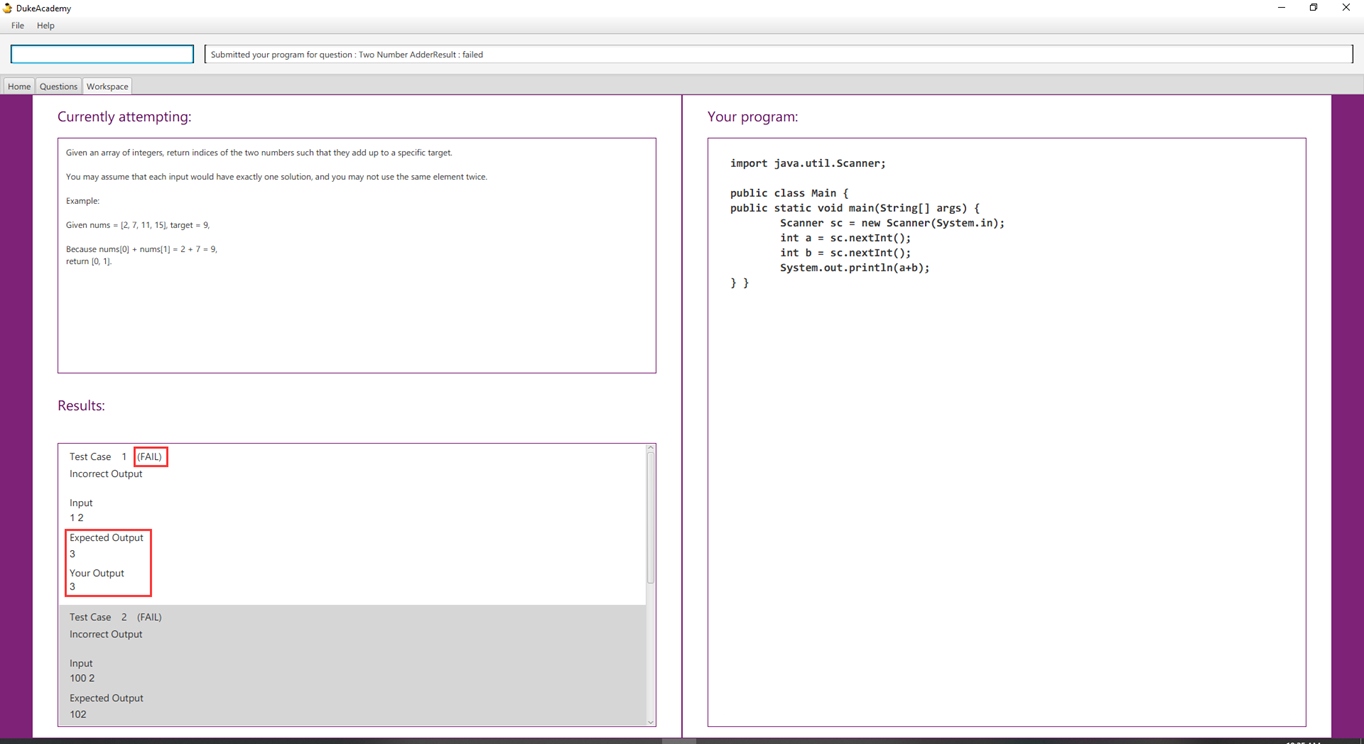 DukeAcademy
File Help
Submitted your program for question : Two Number AdderResult : failed
Home Questions Workspace
Currently attempting:
Given an array of integers, return indices of the two numbers such that they add up to a specific target.
You may assume that each input would have exactly one solution, and you may not use the same element twice.
Example:
Given nums = [2, 7, 11, 15], target = 9,
Because nums[0] + nums[1] = 2 + 7 = 9,
return [0, 1].
Results:
Test Case 1 (FAIL)
Incorrect Output
Input
1 2
Expected Output
3
Your Output
3
Test Case 2 (FAIL)
Incorrect Output
Input
100 2
Expected Output
102
Your program:
import java.util.Scanner;
public class Main {
public static void main(String[] args) {
Scanner sc = new Scanner(System.in);
int a = sc.nextInt();
int b = sc.nextInt();
System.out.println(a+b);
} }